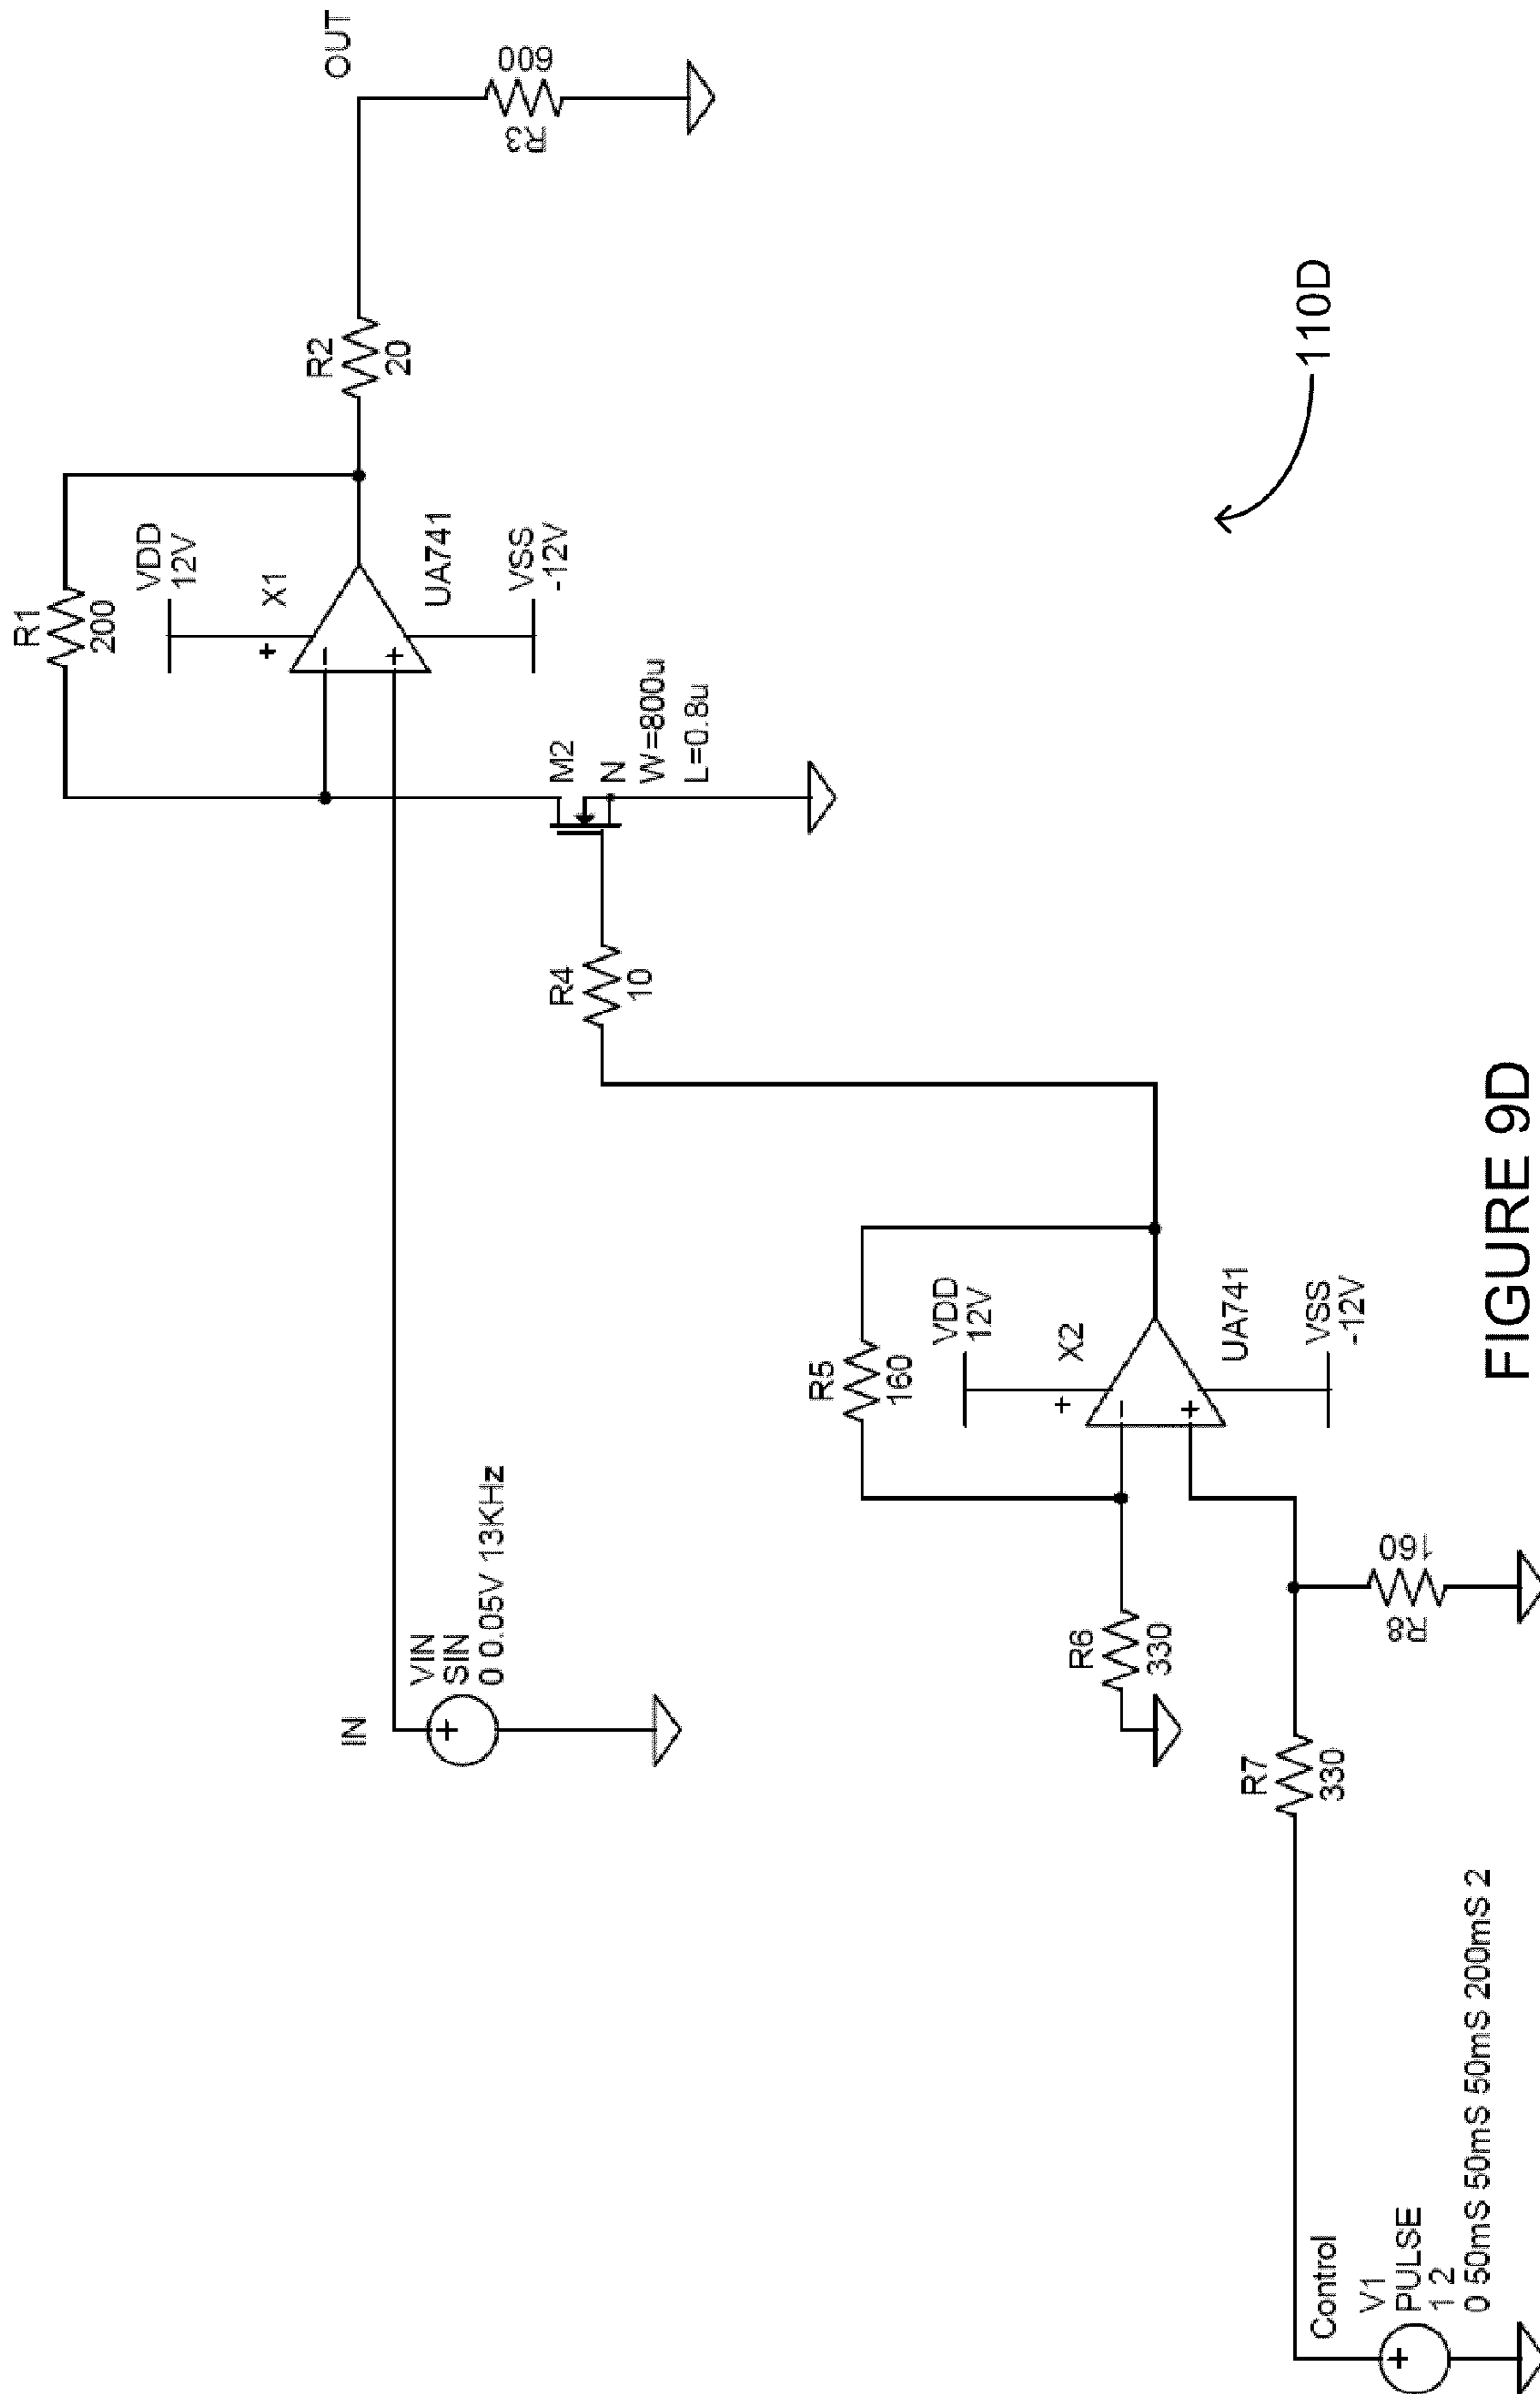 OUT
R1
200
VDD
12V
+
X1
−
+
UA741
VSS
-12V
R2
20
R3
600
M2
N
W=800u
L=0.8u
R4
10
IN
+
VIN
SIN
0 0.05V 13KHz
R5
160
VDD
12V
+
X2
−
+
UA741
VSS
-12V
R6
330
R7
330
R8
160
Control
+
V1
PULSE
1 2
0 50mS 50mS 50mS 200mS 2
110D
FIGURE 9D